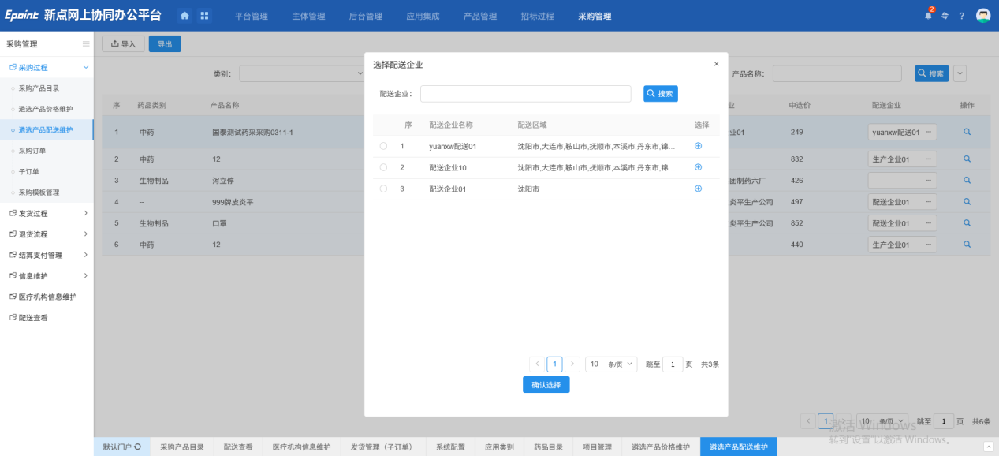 Epoint 新点网上协同办公平台 平台管理 主体管理 后台管理 应用集成 产品管理 招标过程 采购管理 2 ?
采购管理
导入 导出
采购过程
采购产品目录
遴选产品价格维护
遴选产品配送维护
采购订单
子订单
采购模板管理
发货过程
退货流程
结算支付管理
信息维护
医疗机构信息维护
配送查看
类别: 产品名称: 搜索
序 药品类别 产品名称 业 中选价 配送企业 操作
1 中药 国泰测试药采采购0311-1 业01 249 yuanxw配送01
2 中药 12 832 生产企业01
3 生物制品 泻立停 团制药六厂 426
4 -- 999牌皮炎平 炎平生产公司 497 配送企业01
5 生物制品 口罩 炎平生产公司 852 配送企业01
6 中药 12 440 生产企业01
选择配送企业 ×
配送企业: 搜索
序 配送企业名称 配送区域 选择
1 yuanxw配送01 沈阳市,大连市,鞍山市,抚顺市,本溪市,丹东市,锦...
2 配送企业10 沈阳市,大连市,鞍山市,抚顺市,本溪市,丹东市,锦...
3 配送企业01 沈阳市
1 10 条/页 跳至 1 页 共3条
确认选择
1 10 条/页 跳至 1 页 共6条
激活 Windows
转到"设置"以激活 Windows。
默认门户 采购产品目录 配送查看 医疗机构信息维护 发货管理（子订单） 系统配置 应用类别 药品目录 项目管理 遴选产品价格维护 遴选产品配送维护